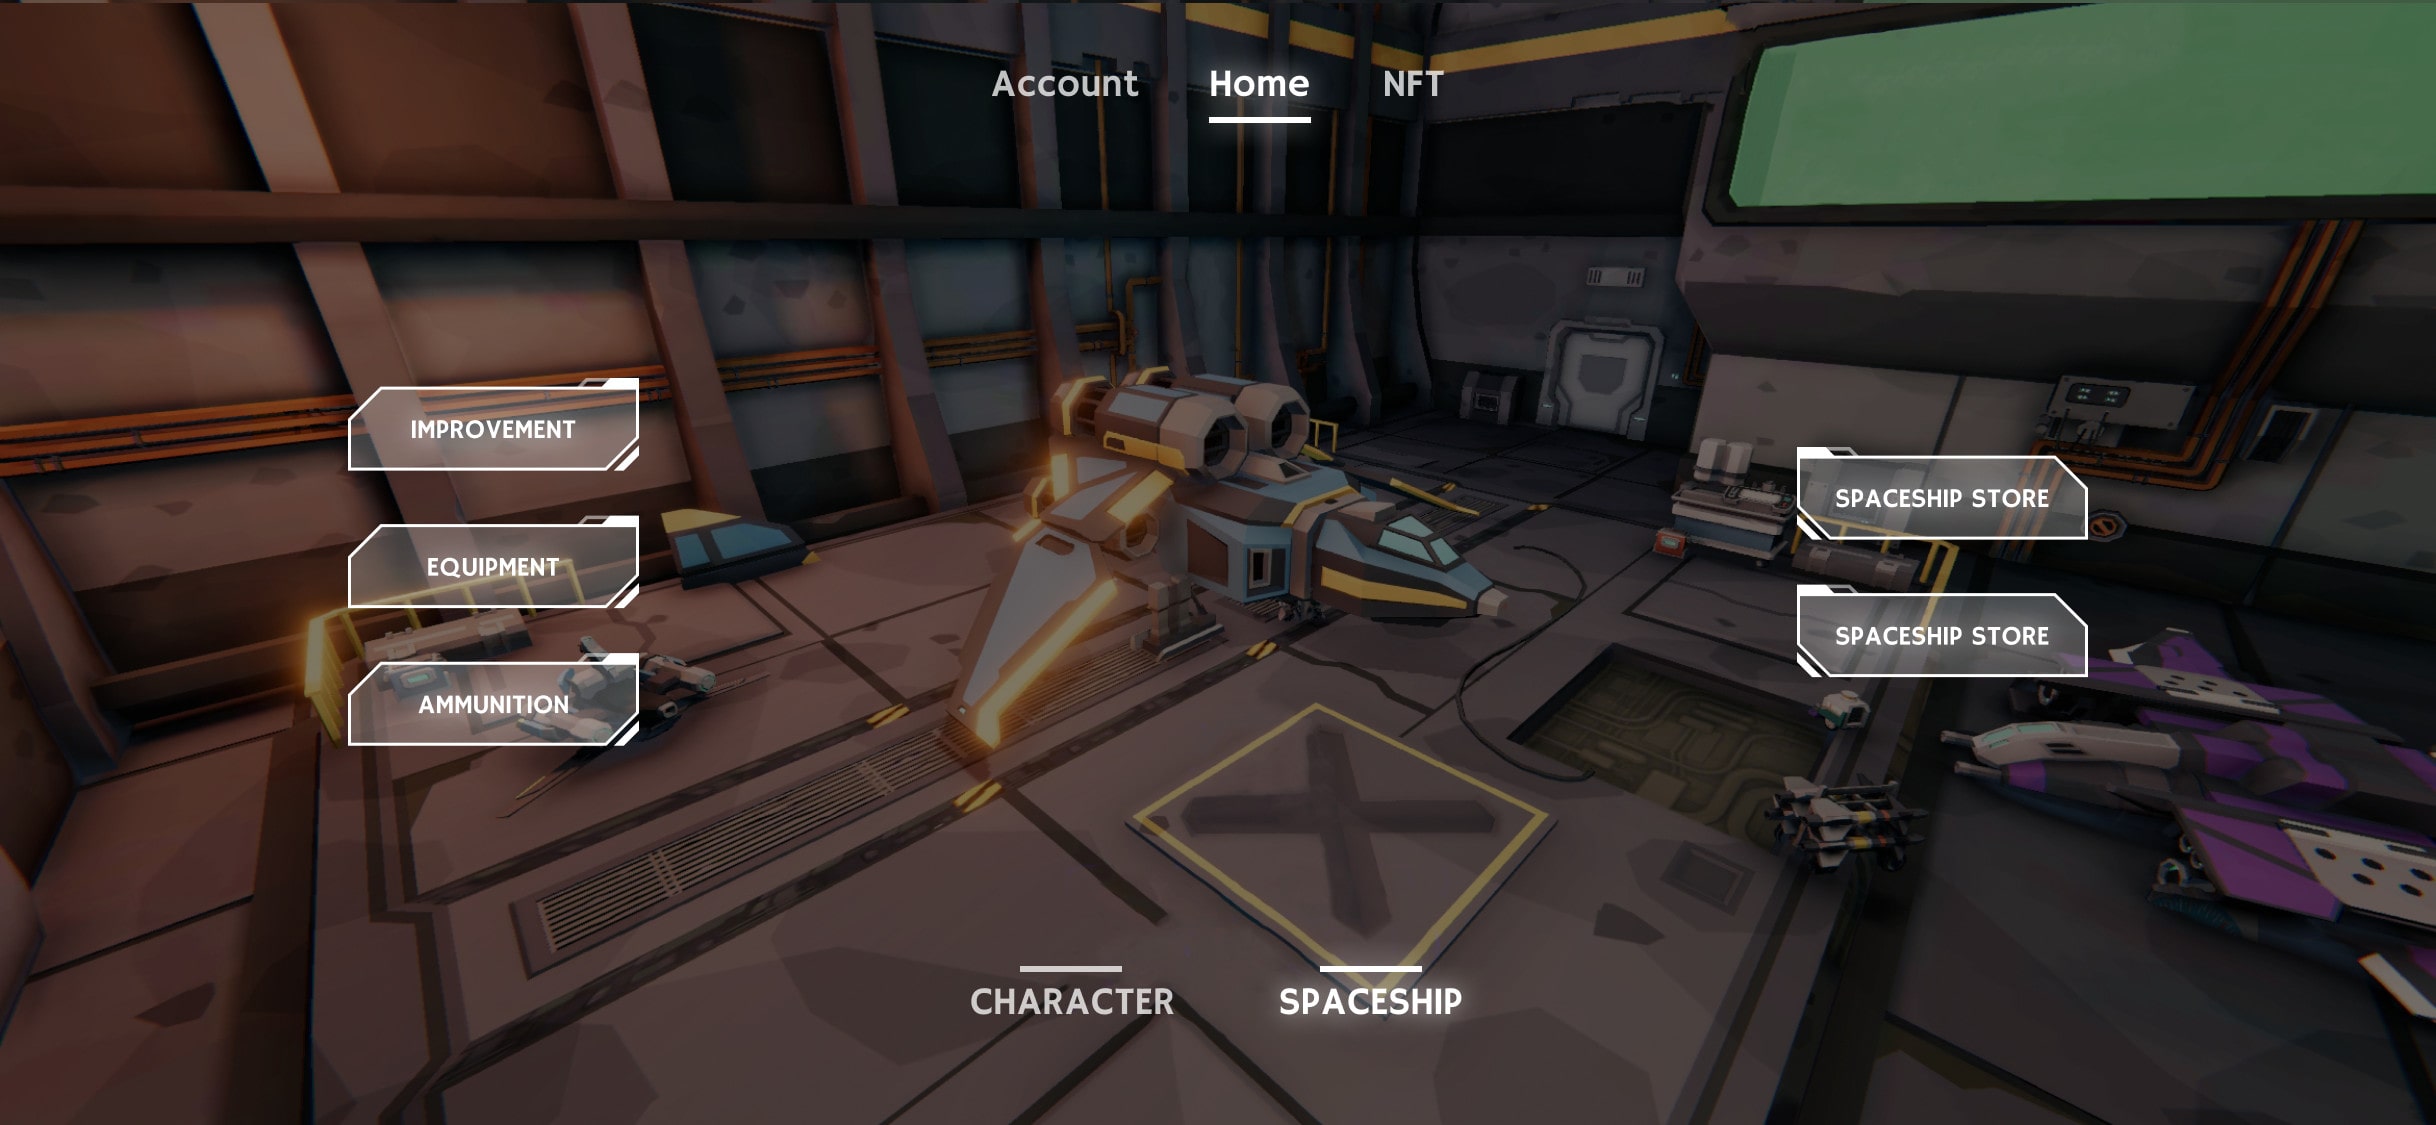 Account Home NFT
IMPROVEMENT
EQUIPMENT
AMMUNITION
SPACESHIP STORE
SPACESHIP STORE
CHARACTER SPACESHIP